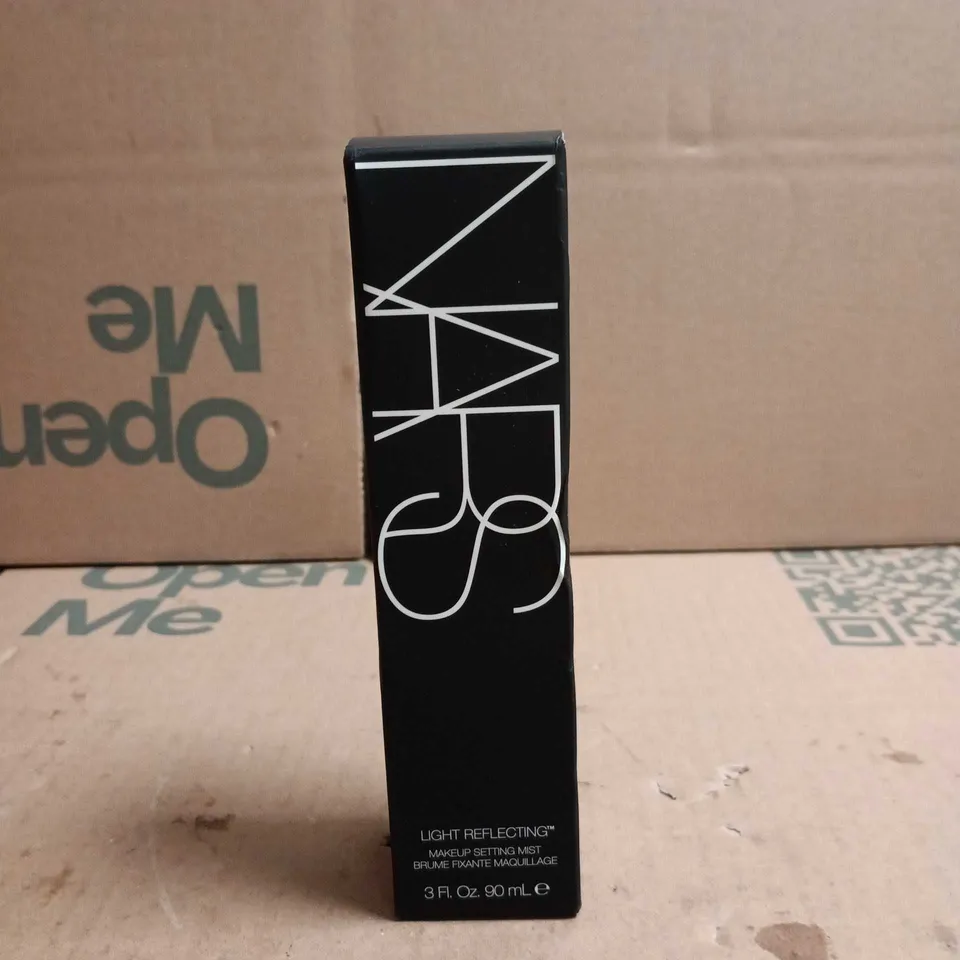 NARS
LIGHT REFLECTING™
MAKEUP SETTING MIST
BRUME FIXANTE MAQUILLAGE
3 Fl. Oz. 90 mL ℮
Open
Me
Open
Me